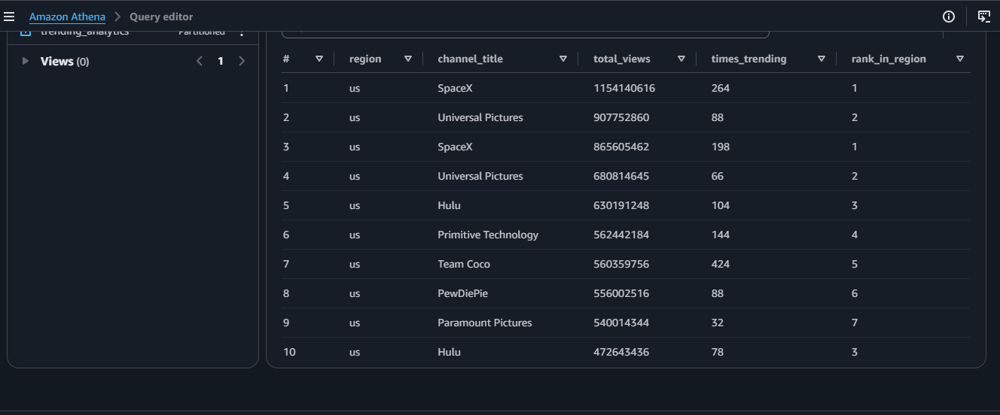 Amazon Athena > Query editor
trending_analytics Partitioned
Views (0) 1
# region channel_title total_views times_trending rank_in_region
1 us SpaceX 1154140616 264 1
2 us Universal Pictures 907752860 88 2
3 us SpaceX 865605462 198 1
4 us Universal Pictures 680814645 66 2
5 us Hulu 630191248 104 3
6 us Primitive Technology 562442184 144 4
7 us Team Coco 560359756 424 5
8 us PewDiePie 556002516 88 6
9 us Paramount Pictures 540014344 32 7
10 us Hulu 472643436 78 3